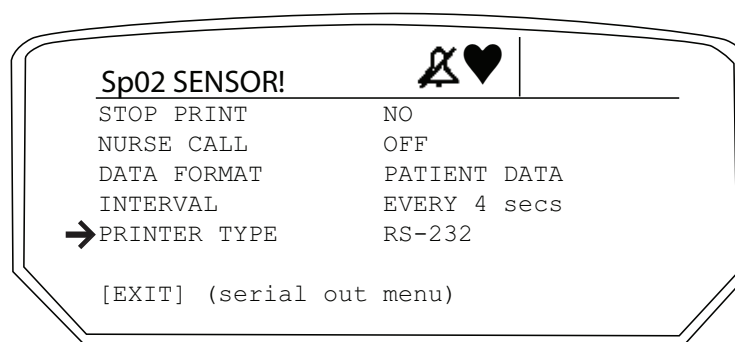 Sp02 SENSOR!
STOP PRINT NO
NURSE CALL OFF
DATA FORMAT PATIENT DATA
INTERVAL EVERY 4 secs
PRINTER TYPE RS-232
[EXIT] (serial out menu)